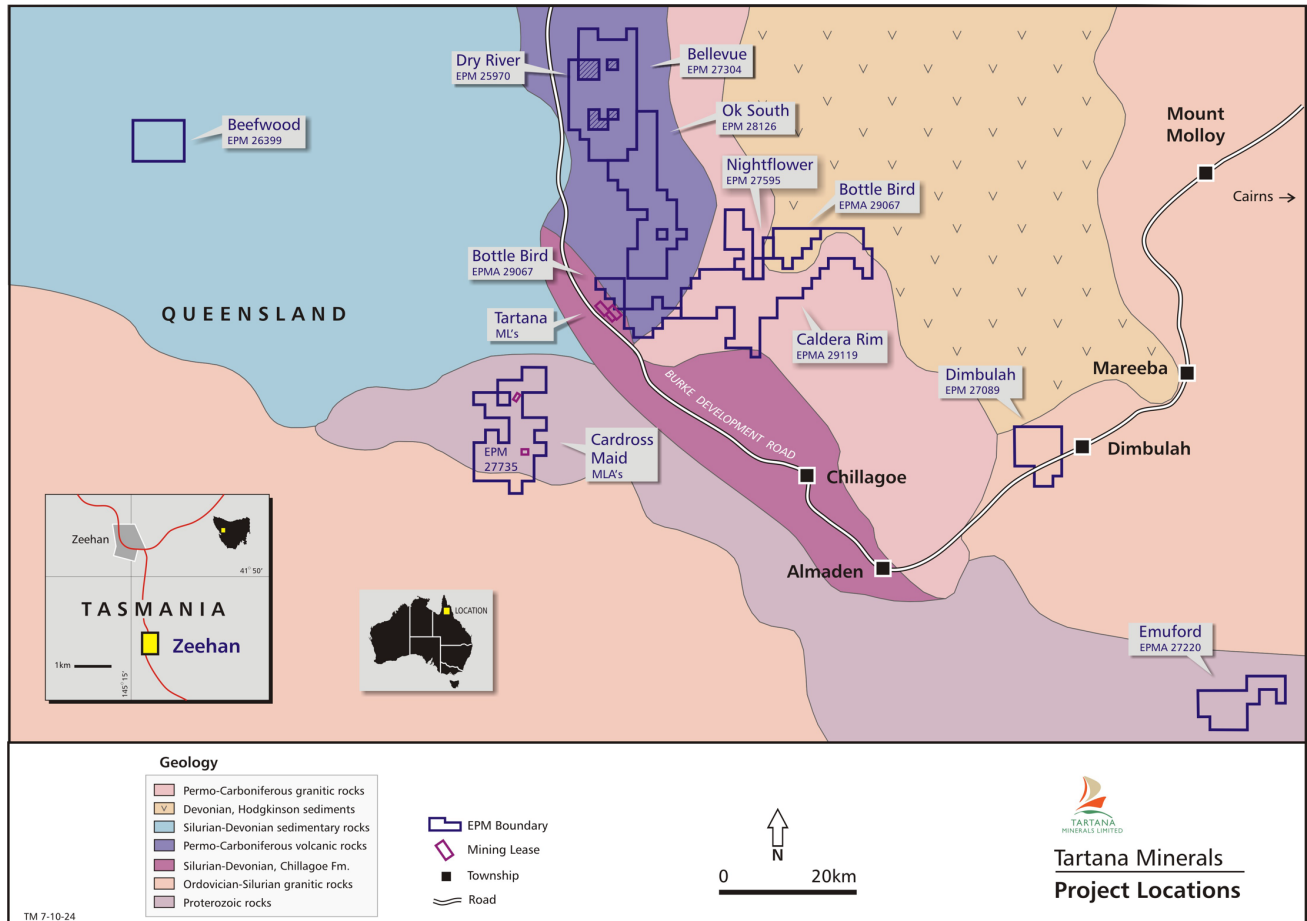 Dry River
EPM 25970
Bellevue
EPM 27304
Beefwood
EPM 26399
Ok South
EPM 28126
Mount
Molloy
Nightflower
EPM 27595
Bottle Bird
EPMA 29067
Cairns →
Bottle Bird
EPMA 29067
QUEENSLAND
Tartana
ML's
Caldera Rim
EPMA 29119
Dimbulah
EPM 27089
Mareeba
BURKE DEVELOPMENT ROAD
Cardross
Maid
MLA's
EPM
27735
Dimbulah
Chillagoe
Almaden
Zeehan
41° 50'
TASMANIA
Zeehan
1km
145° 15'
LOCATION
Emuford
EPMA 27220
Geology
Permo-Carboniferous granitic rocks
Devonian, Hodgkinson sediments
Silurian-Devonian sedimentary rocks
Permo-Carboniferous volcanic rocks
Silurian-Devonian, Chillagoe Fm.
Ordovician-Silurian granitic rocks
Proterozoic rocks
EPM Boundary
Mining Lease
Township
Road
N
0 20km
TARTANA
MINERALS LIMITED
Tartana Minerals
Project Locations
TM 7-10-24